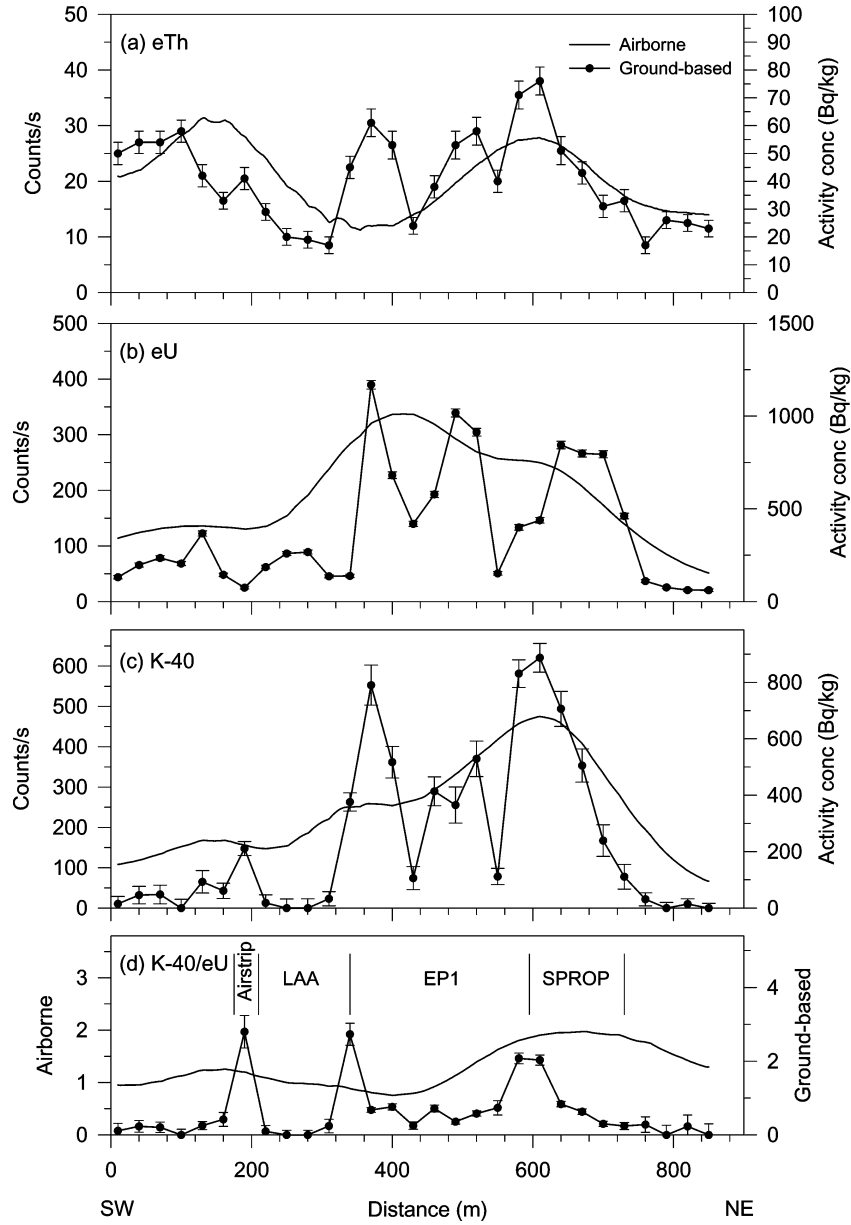 (a) eTh
Airborne
Ground-based
Counts/s
50
40
30
20
10
0
100
90
80
70
60
50
40
30
20
10
0
Activity conc (Bq/kg)
(b) eU
Counts/s
500
400
300
200
100
0
1500
1000
500
0
Activity conc (Bq/kg)
(c) K-40
Counts/s
600
500
400
300
200
100
0
800
600
400
200
0
Activity conc (Bq/kg)
(d) K-40/eU
Airstrip
LAA
EP1
SPROP
Airborne
3
2
1
0
4
2
0
Ground-based
0 200 400 600 800
SW Distance (m) NE